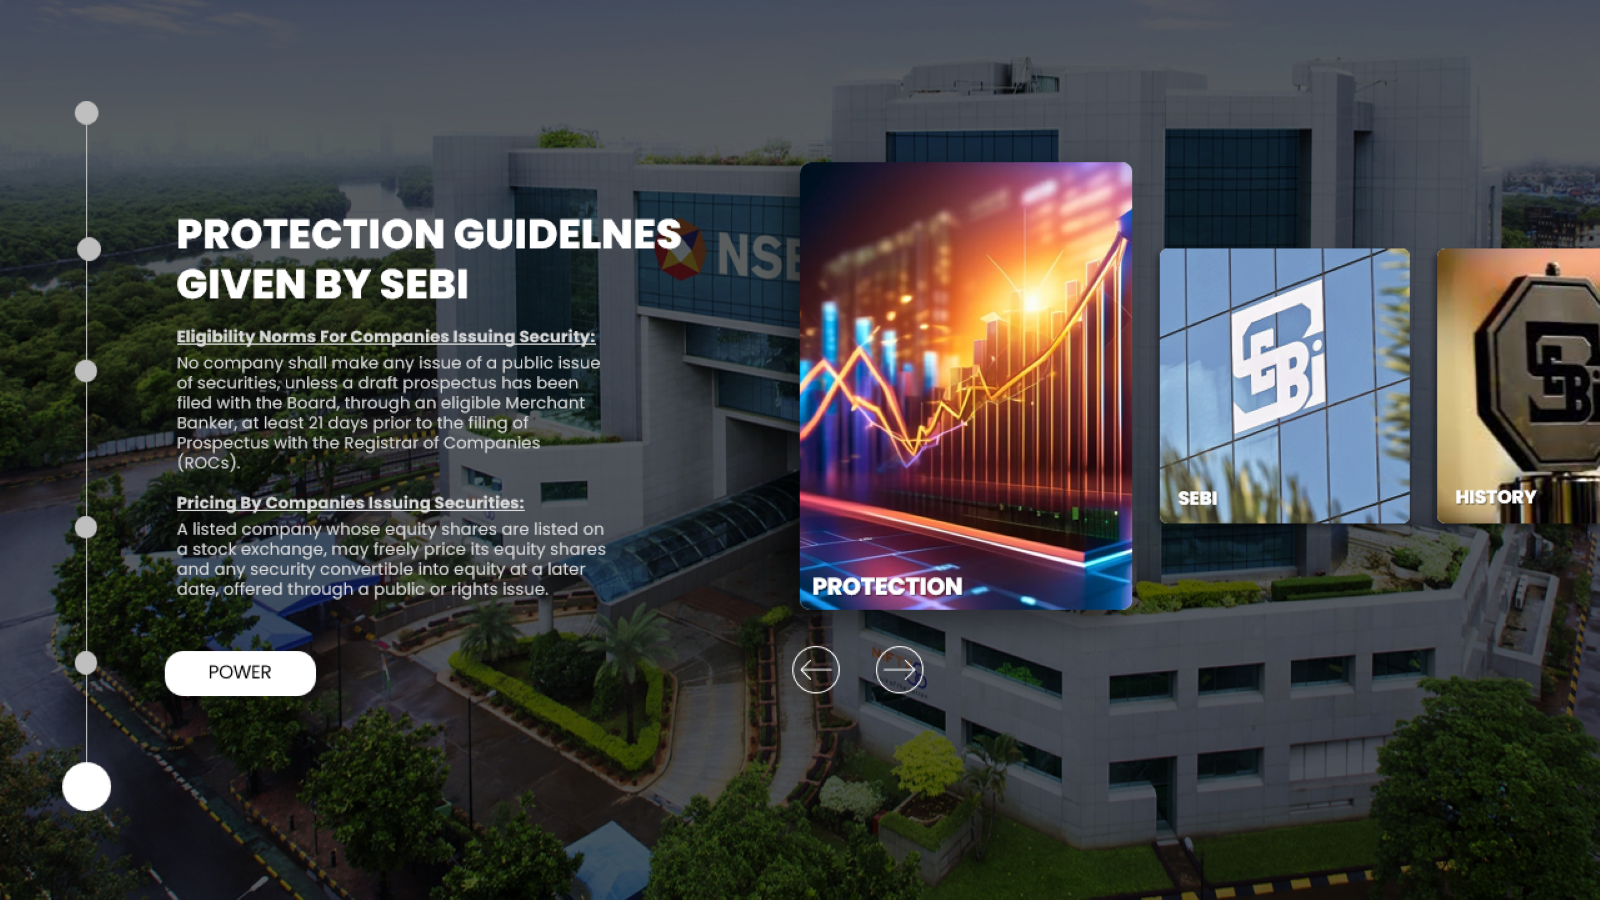 PROTECTION GUIDELNES
GIVEN BY SEBI
Eligibility Norms For Companies Issuing Security:
No company shall make any issue of a public issue
of securities, unless a draft prospectus has been
filed with the Board, through an eligible Merchant
Banker, at least 21 days prior to the filing of
Prospectus with the Registrar of Companies
(ROCs).
Pricing By Companies Issuing Securities:
A listed company whose equity shares are listed on
a stock exchange, may freely price its equity shares
and any security convertible into equity at a later
date, offered through a public or rights issue.
POWER
NSE
PROTECTION
SEBi
SEBI
SEBi
HISTORY